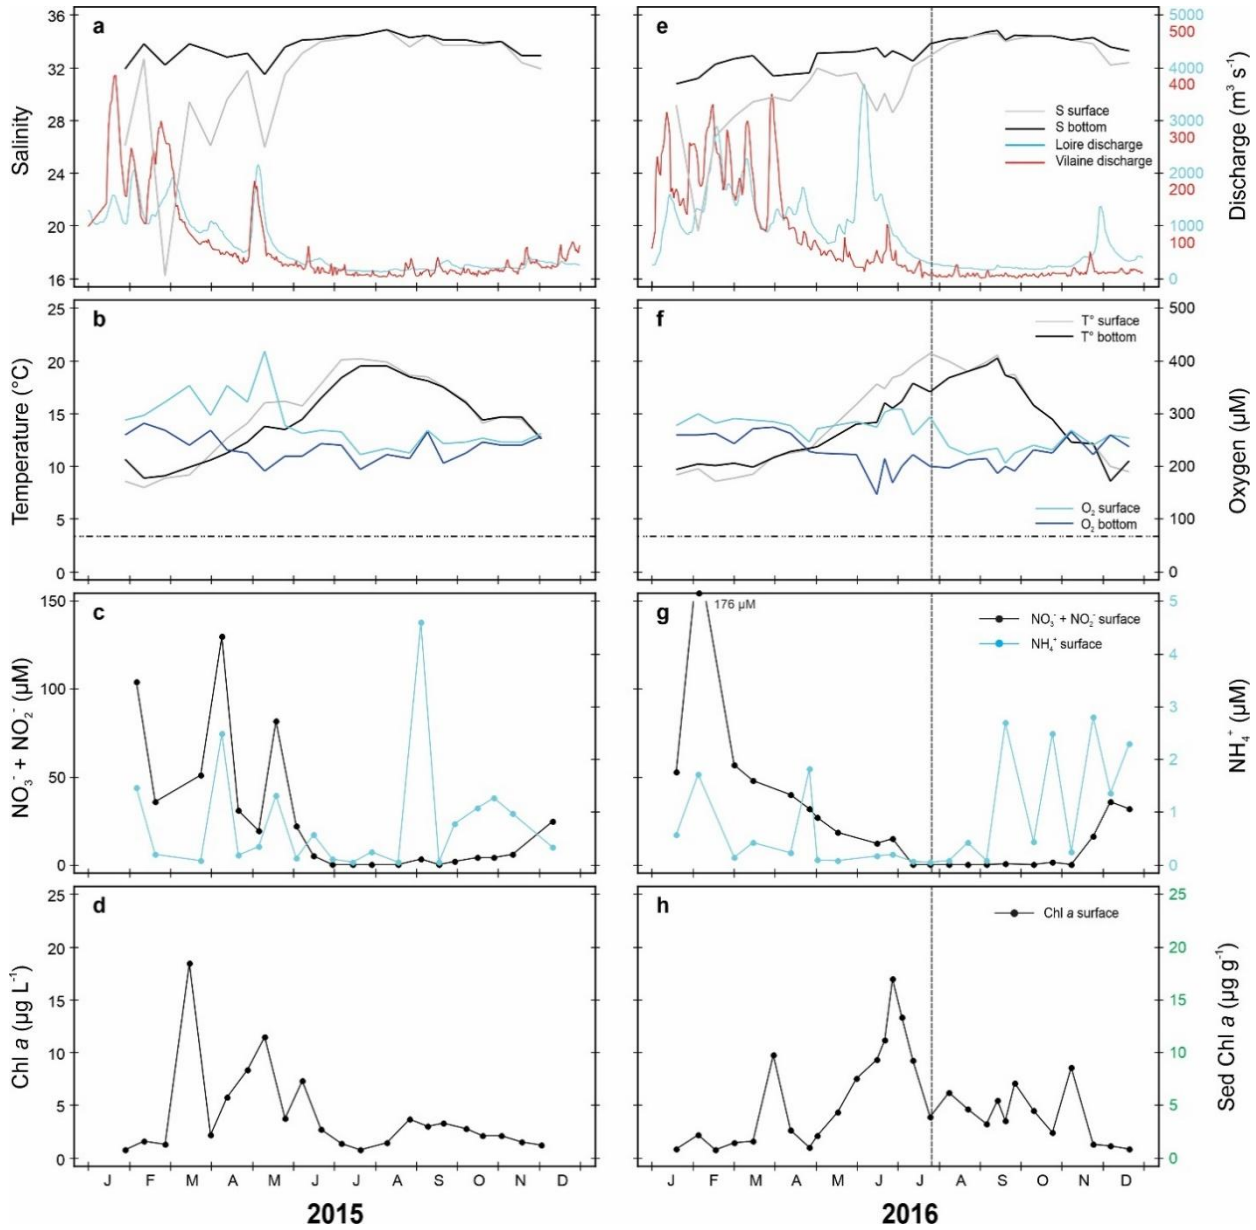 a
e
36
32
28
24
20
16
Salinity
5000
500
4000
400
3000
300
2000
200
1000
100
0
0
Discharge (m³ s⁻¹)
S surface
S bottom
Loire discharge
Vilaine discharge
b
f
25
20
15
10
5
0
Temperature (°C)
500
400
300
200
100
0
Oxygen (µM)
T° surface
T° bottom
O₂ surface
O₂ bottom
c
g
150
100
50
0
NO₃⁻ + NO₂⁻ (µM)
176 µM
5
4
3
2
1
0
NH₄⁺ (µM)
NO₃⁻ + NO₂⁻ surface
NH₄⁺ surface
d
h
25
20
15
10
5
0
Chl a (µg L⁻¹)
25
20
15
10
5
0
Sed Chl a (µg g⁻¹)
Chl a surface
J F M A M J J A S O N D
J F M A M J J A S O N D
2015
2016